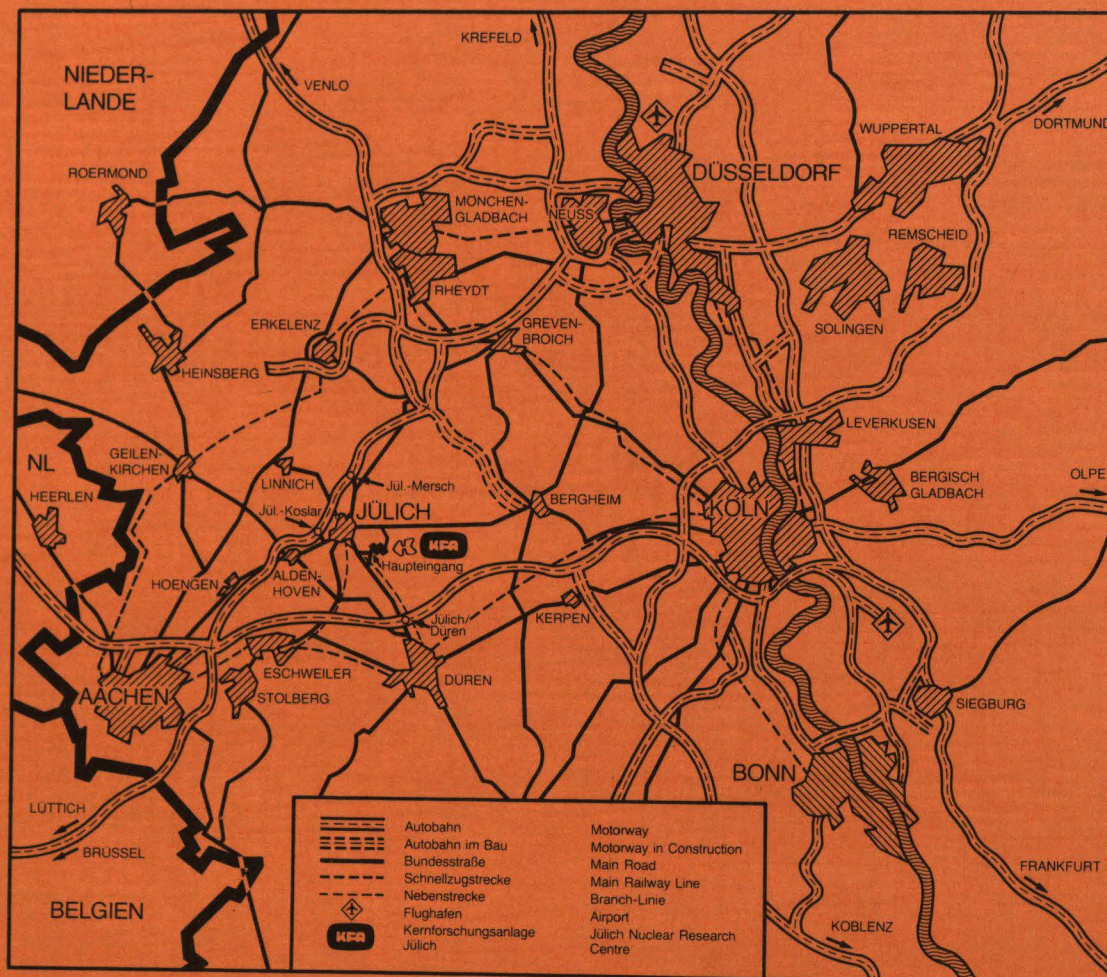 KREFELD
NIEDER-
LANDE
VENLO
DORTMUND
WUPPERTAL
DÜSSELDORF
ROERMOND
MÖNCHEN-
GLADBACH
NEUSS
REMSCHEID
RHEYDT
SOLINGEN
ERKELENZ
GREVEN-
BROICH
HEINSBERG
LEVERKUSEN
GEILEN-
KIRCHEN
NL
LINNICH
Jül.-Mersch
BERGISCH
GLADBACH
OLPE
HEERLEN
BERGHEIM
KÖLN
JÜLICH
Jül.-Koslar
KFA
Haupteingang
HOENGEN
ALDEN-
HOVEN
KERPEN
Jülich/
Düren
ESCHWEILER
DÜREN
AACHEN
STOLBERG
SIEGBURG
BONN
LÜTTICH
BRÜSSEL
FRANKFURT
BELGIEN
KOBLENZ
Autobahn Motorway
Autobahn im Bau Motorway in Construction
Bundesstraße Main Road
Schnellzugstrecke Main Railway Line
Nebenstrecke Branch-Linie
Flughafen Airport
KFA Kernforschungsanlage Jülich Nuclear Research
Jülich Centre